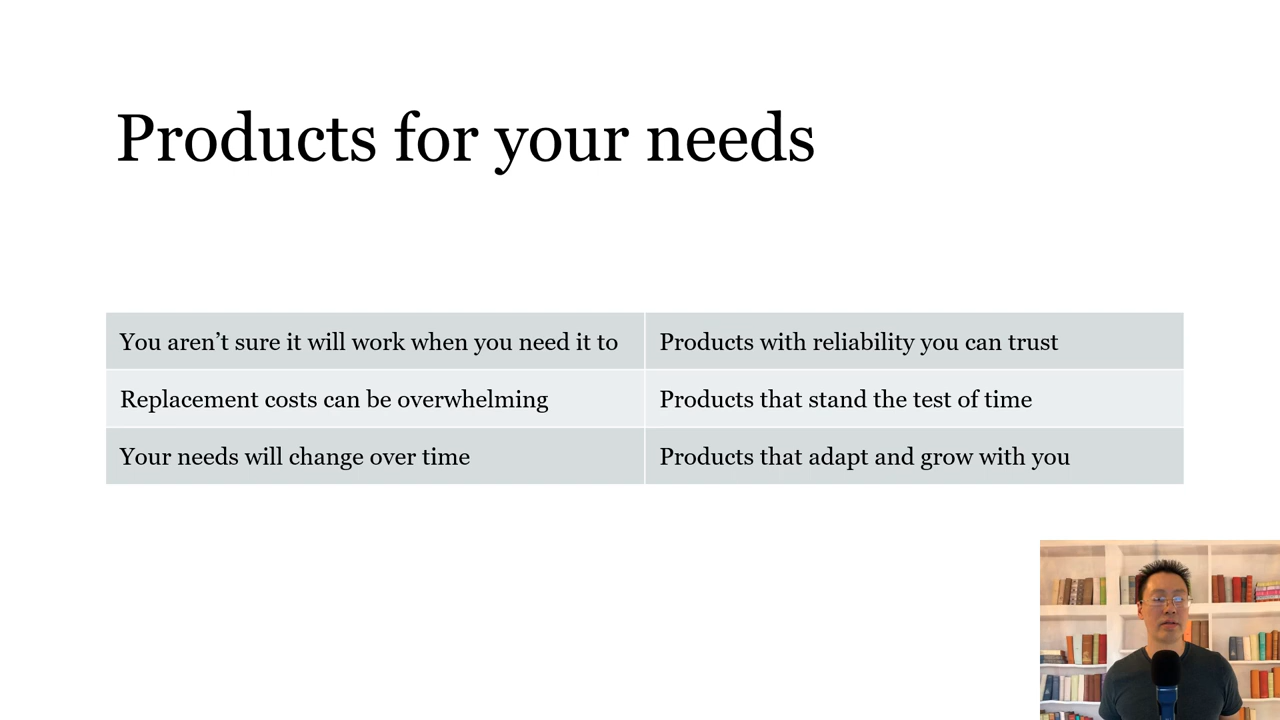 Products for your needs
You aren’t sure it will work when you need it to
Products with reliability you can trust
Replacement costs can be overwhelming
Products that stand the test of time
Your needs will change over time
Products that adapt and grow with you